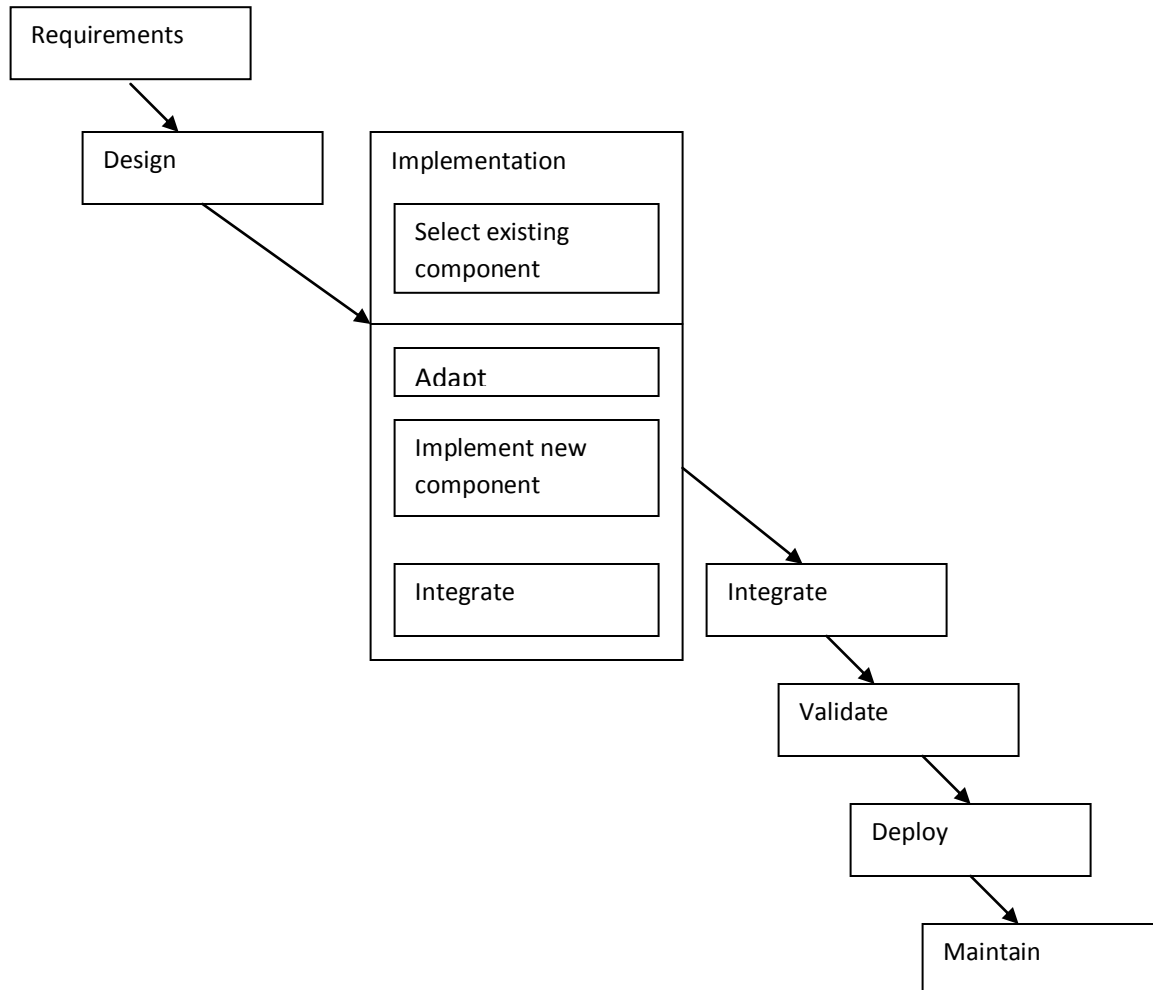 Requirements
Design
Implementation
Select existing
component
Adapt
Implement new
component
Integrate
Integrate
Validate
Deploy
Maintain